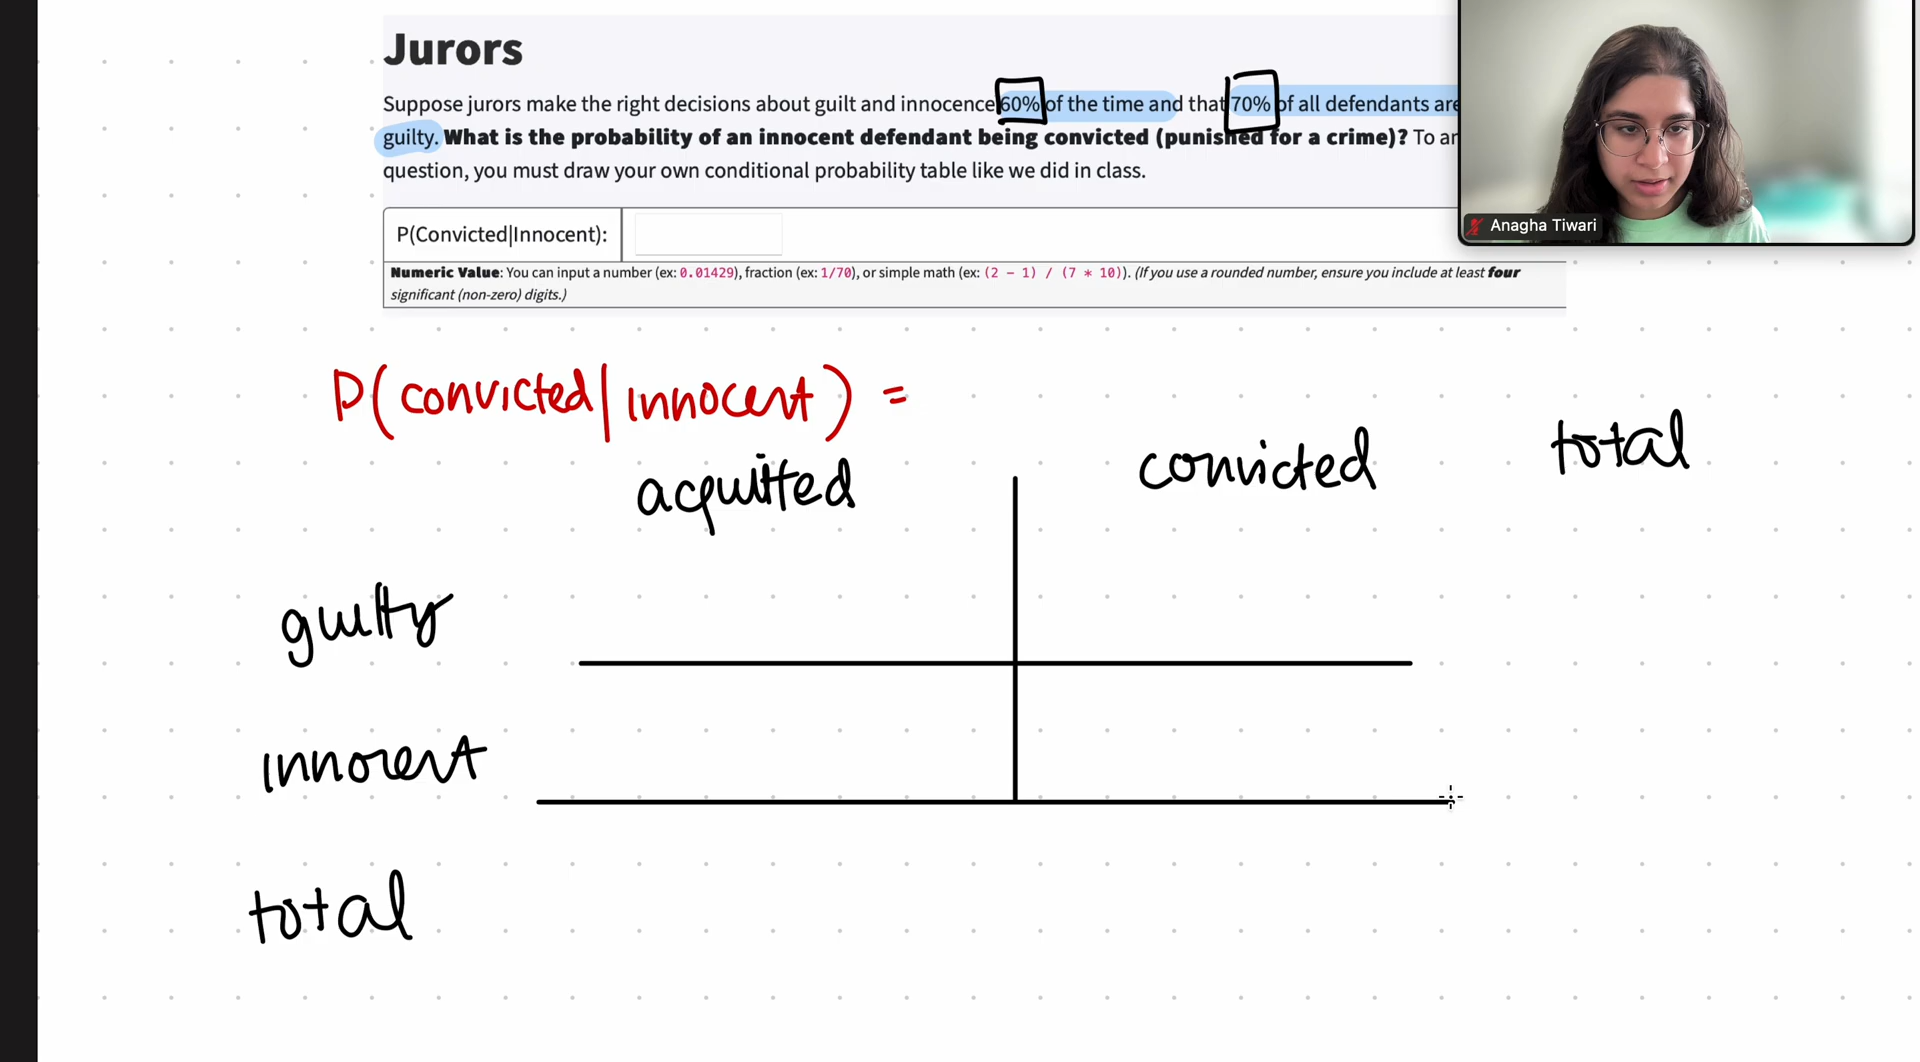 Jurors
Suppose jurors make the right decisions about guilt and innocence 60% of the time and that 70% of all defendants are
guilty. What is the probability of an innocent defendant being convicted (punished for a crime)? To an
question, you must draw your own conditional probability table like we did in class.
P(Convicted|Innocent):
Numeric Value: You can input a number (ex: 0.01429), fraction (ex: 1/70), or simple math (ex: (2 - 1) / (7 * 10)). (If you use a rounded number, ensure you include at least four
significant (non-zero) digits.)
Anagha Tiwari
P(convicted|innocent) =
acquitted convicted total
guilty
innocent
total